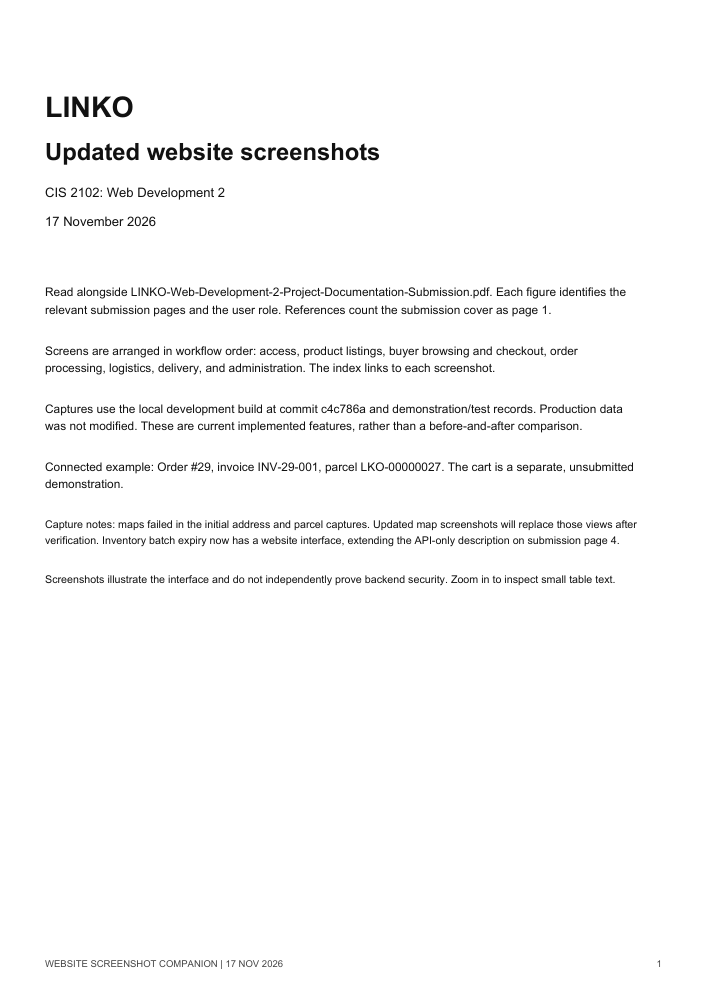 LINKO
Updated website screenshots
CIS 2102: Web Development 2
17 November 2026
Read alongside LINKO-Web-Development-2-Project-Documentation-Submission.pdf. Each figure identifies the
relevant submission pages and the user role. References count the submission cover as page 1.
Screens are arranged in workflow order: access, product listings, buyer browsing and checkout, order
processing, logistics, delivery, and administration. The index links to each screenshot.
Captures use the local development build at commit c4c786a and demonstration/test records. Production data
was not modified. These are current implemented features, rather than a before-and-after comparison.
Connected example: Order #29, invoice INV-29-001, parcel LKO-00000027. The cart is a separate, unsubmitted
demonstration.
Capture notes: maps failed in the initial address and parcel captures. Updated map screenshots will replace those views after
verification. Inventory batch expiry now has a website interface, extending the API-only description on submission page 4.
Screenshots illustrate the interface and do not independently prove backend security. Zoom in to inspect small table text.
WEBSITE SCREENSHOT COMPANION | 17 NOV 2026 1